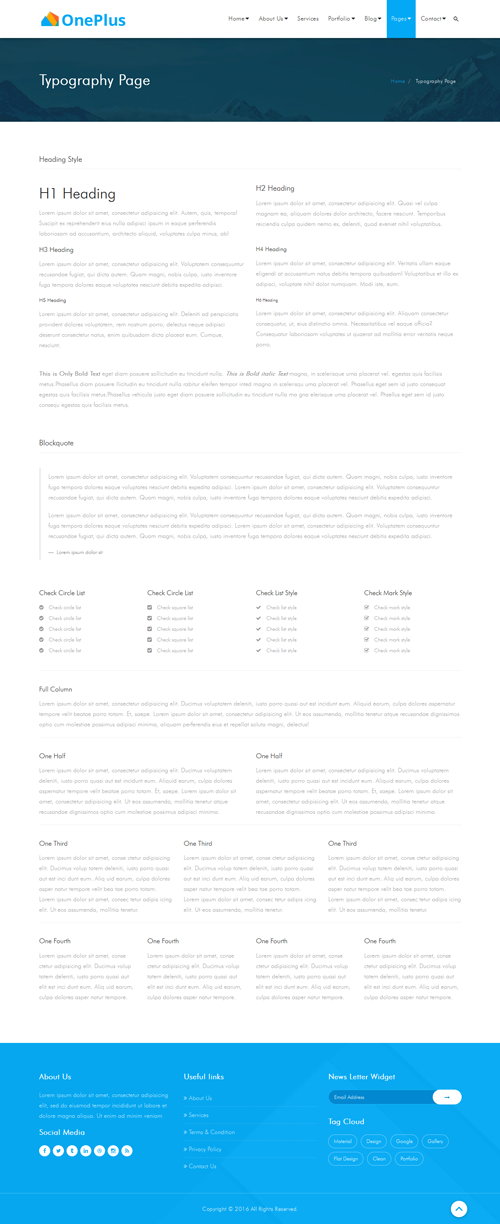 OnePlus
Home About Us Services Portfolio Blog Pages Contact
Typography Page
Home / Typography Page
Heading Style
H1 Heading
Lorem ipsum dolor sit amet, consectetur adipisicing elit. Autem, quia, tempora!
Suscipit ex reprehenderit eius nulla adipisci ipsum in eaque perferendis
laboriosam ad accusantium, architecto aliquid, voluptates culpa minus, ab!
H2 Heading
Lorem ipsum dolor sit amet, consectetur adipisicing elit. Quasi vel culpa
magnam ea, aliquam dolores dolor architecto, facere nesciunt. Temporibus
reiciendis culpa quidem nemo ex, deleniti, quod eveniet nihil voluptatibus.
H3 Heading
Lorem ipsum dolor sit amet, consectetur adipisicing elit. Voluptatem consequuntur
recusandae fugiat, qui dicta autem. Quam magni, nobis culpa, iusto inventore
fuga tempora dolores eaque voluptates nesciunt debitis expedita adipisci.
H4 Heading
Lorem ipsum dolor sit amet, consectetur adipisicing elit. Veritatis ullam eaque
eligendi at accusantium natus debitis tempora quibusdam! Voluptatibus et illo ex
adipisci, voluptate nihil dolor numquam. Modi iste, eum.
H5 Heading
Lorem ipsum dolor sit amet, consectetur adipisicing elit. Deleniti ad perspiciatis
provident dolores voluptatem, rem nostrum porro, delectus neque adipisci
deserunt consectetur natus, enim quibusdam dicta placeat eum. Cumque,
nesciunt.
H6 Heading
Lorem ipsum dolor sit amet, consectetur adipisicing elit. Aliquam consectetur
consequatur, ut, eius distinctio omnis. Necessitatibus vel eaque officia?
Consequatur laboriosam voluptates ut quaerat ad mollitia error veritatis neque
porro.
This is Only Bold Text eget diam posuere sollicitudin eu tincidunt nulla. This is Bold italic Text magna, in scelerisque urna placerat vel. egestas quis facilisis
metus.Phasellus diam posuere llicitudin eu tincidunt nulla sabitur eleifen tempor inted magna in scelerisqu urna placerat vel. Phasellus eget sem id justo consequat
egestas quis facilisis metus.Phasellus vehicula justo eget diam posuere sollicitudin eu tincidunt nulla mia gna elerisque urna placerat vel. Phaellus eget sem id justo
consequ egestas quis facilisis metus.
Blockquote
Lorem ipsum dolor sit amet, consectetur adipisicing elit. Voluptatem consequuntur recusandae fugiat, qui dicta autem. Quam magni, nobis culpa, iusto inventore
fuga tempora dolores eaque voluptates nesciunt debitis expedita adipisci. Lorem ipsum dolor sit amet, consectetur adipisicing elit. Voluptatem consequuntur
recusandae fugiat, qui dicta autem. Quam magni, nobis culpa, iusto inventore fuga tempora dolores eaque voluptates nesciunt debitis expedita adipisci.
Lorem ipsum dolor sit amet, consectetur adipisicing elit. Voluptatem consequuntur recusandae fugiat, qui dicta autem. Quam magni, nobis culpa, iusto inventore
fuga tempora dolores eaque voluptates nesciunt debitis expedita adipisci. Lorem ipsum dolor sit amet, consectetur adipisicing elit. Voluptatem consequuntur
recusandae fugiat, qui dicta autem. Quam magni, nobis culpa, iusto inventore fuga tempora dolores eaque voluptates nesciunt debitis expedita adipisci.
— Lorem ipsum dolor sit
Check Circle List
Check circle list
Check circle list
Check circle list
Check circle list
Check circle list
Check Circle List
Check square list
Check square list
Check square list
Check square list
Check square list
Check List Style
Check list style
Check list style
Check list style
Check list style
Check list style
Check Mark Style
Check mark style
Check mark style
Check mark style
Check mark style
Check mark style
Full Column
Lorem ipsum dolor sit amet, consectetur adipisicing elit. Ducimus voluptatem deleniti, iusto porro quasi aut est incidunt eum. Aliquid earum, culpa dolores aspernatur
tempore velit beatae porro totam. Et, saepe. Lorem ipsum dolor sit amet, consectetur adipisicing elit. Ut eos assumenda, mollitia tenetur atque recusandae dignissimos
optio cum molestiae possimus adipisci minima, aliquam perferendis eius et repellat soluta magni, delectus!
One Half
Lorem ipsum dolor sit amet, consectetur adipisicing elit. Ducimus voluptatem
deleniti, iusto porro quasi aut est incidunt eum. Aliquid earum, culpa dolores
aspernatur tempore velit beatae porro totam. Et, saepe. Lorem ipsum dolor sit
amet, consectetur adipisicing elit. Ut eos assumenda, mollitia tenetur atque
recusandae dignissimos optio cum molestiae possimus adipisci minima.
One Half
Lorem ipsum dolor sit amet, consectetur adipisicing elit. Ducimus voluptatem
deleniti, iusto porro quasi aut est incidunt eum. Aliquid earum, culpa dolores
aspernatur tempore velit beatae porro totam. Et, saepe. Lorem ipsum dolor sit
amet, consectetur adipisicing elit. Ut eos assumenda, mollitia tenetur atque
recusandae dignissimos optio cum molestiae possimus adipisci minima.
One Third
Lorem ipsum dolor sit amet, conse ctetur adipisicing
elit. Ducimus volup tatem deleniti, iusto porro quasi
aut est inci dunt eum. Aliq uid earum, culpa dolores
asper natur tempore velit bea tae porro totam.
Lorem ipsum dolor sit amet, consec tetur adipis icing
elit. Ut eos assumenda, mollitia tenetur.
One Third
Lorem ipsum dolor sit amet, conse ctetur adipisicing
elit. Ducimus volup tatem deleniti, iusto porro quasi
aut est inci dunt eum. Aliq uid earum, culpa dolores
asper natur tempore velit bea tae porro totam.
Lorem ipsum dolor sit amet, consec tetur adipis icing
elit. Ut eos assumenda, mollitia tenetur.
One Third
Lorem ipsum dolor sit amet, conse ctetur adipisicing
elit. Ducimus volup tatem deleniti, iusto porro quasi
aut est inci dunt eum. Aliq uid earum, culpa dolores
asper natur tempore velit bea tae porro totam.
Lorem ipsum dolor sit amet, consec tetur adipis icing
elit. Ut eos assumenda, mollitia tenetur.
One Fourth
Lorem ipsum dolor sit amet, conse
ctetur adipisicing elit. Ducimus volup
tatem deleniti, iusto porro quasi aut
elit est inci dunt eum. Aliq uid earum,
culpa dolores asper natur tempore.
One Fourth
Lorem ipsum dolor sit amet, conse
ctetur adipisicing elit. Ducimus volup
tatem deleniti, iusto porro quasi aut
elit est inci dunt eum. Aliq uid earum,
culpa dolores asper natur tempore.
One Fourth
Lorem ipsum dolor sit amet, conse
ctetur adipisicing elit. Ducimus volup
tatem deleniti, iusto porro quasi aut
elit est inci dunt eum. Aliq uid earum,
culpa dolores asper natur tempore.
One Fourth
Lorem ipsum dolor sit amet, conse
ctetur adipisicing elit. Ducimus volup
tatem deleniti, iusto porro quasi aut
elit est inci dunt eum. Aliq uid earum,
culpa dolores asper natur tempore.
About Us
Lorem ipsum dolor sit amet, consectetur adipisicing
elit, sed do eiusmod tempor incididunt ut labore et
dolore magna aliqua. Ut enim ad minim veniam.
Social Media
Useful links
» About Us
» Services
» Terms & Condition
» Privacy Policy
» Contact Us
News Letter Widget
Email Address
Tag Cloud
Material Design Google Gallery
Flat Design Clean Portfolio
Copyright © 2016 All Rights Reserved.